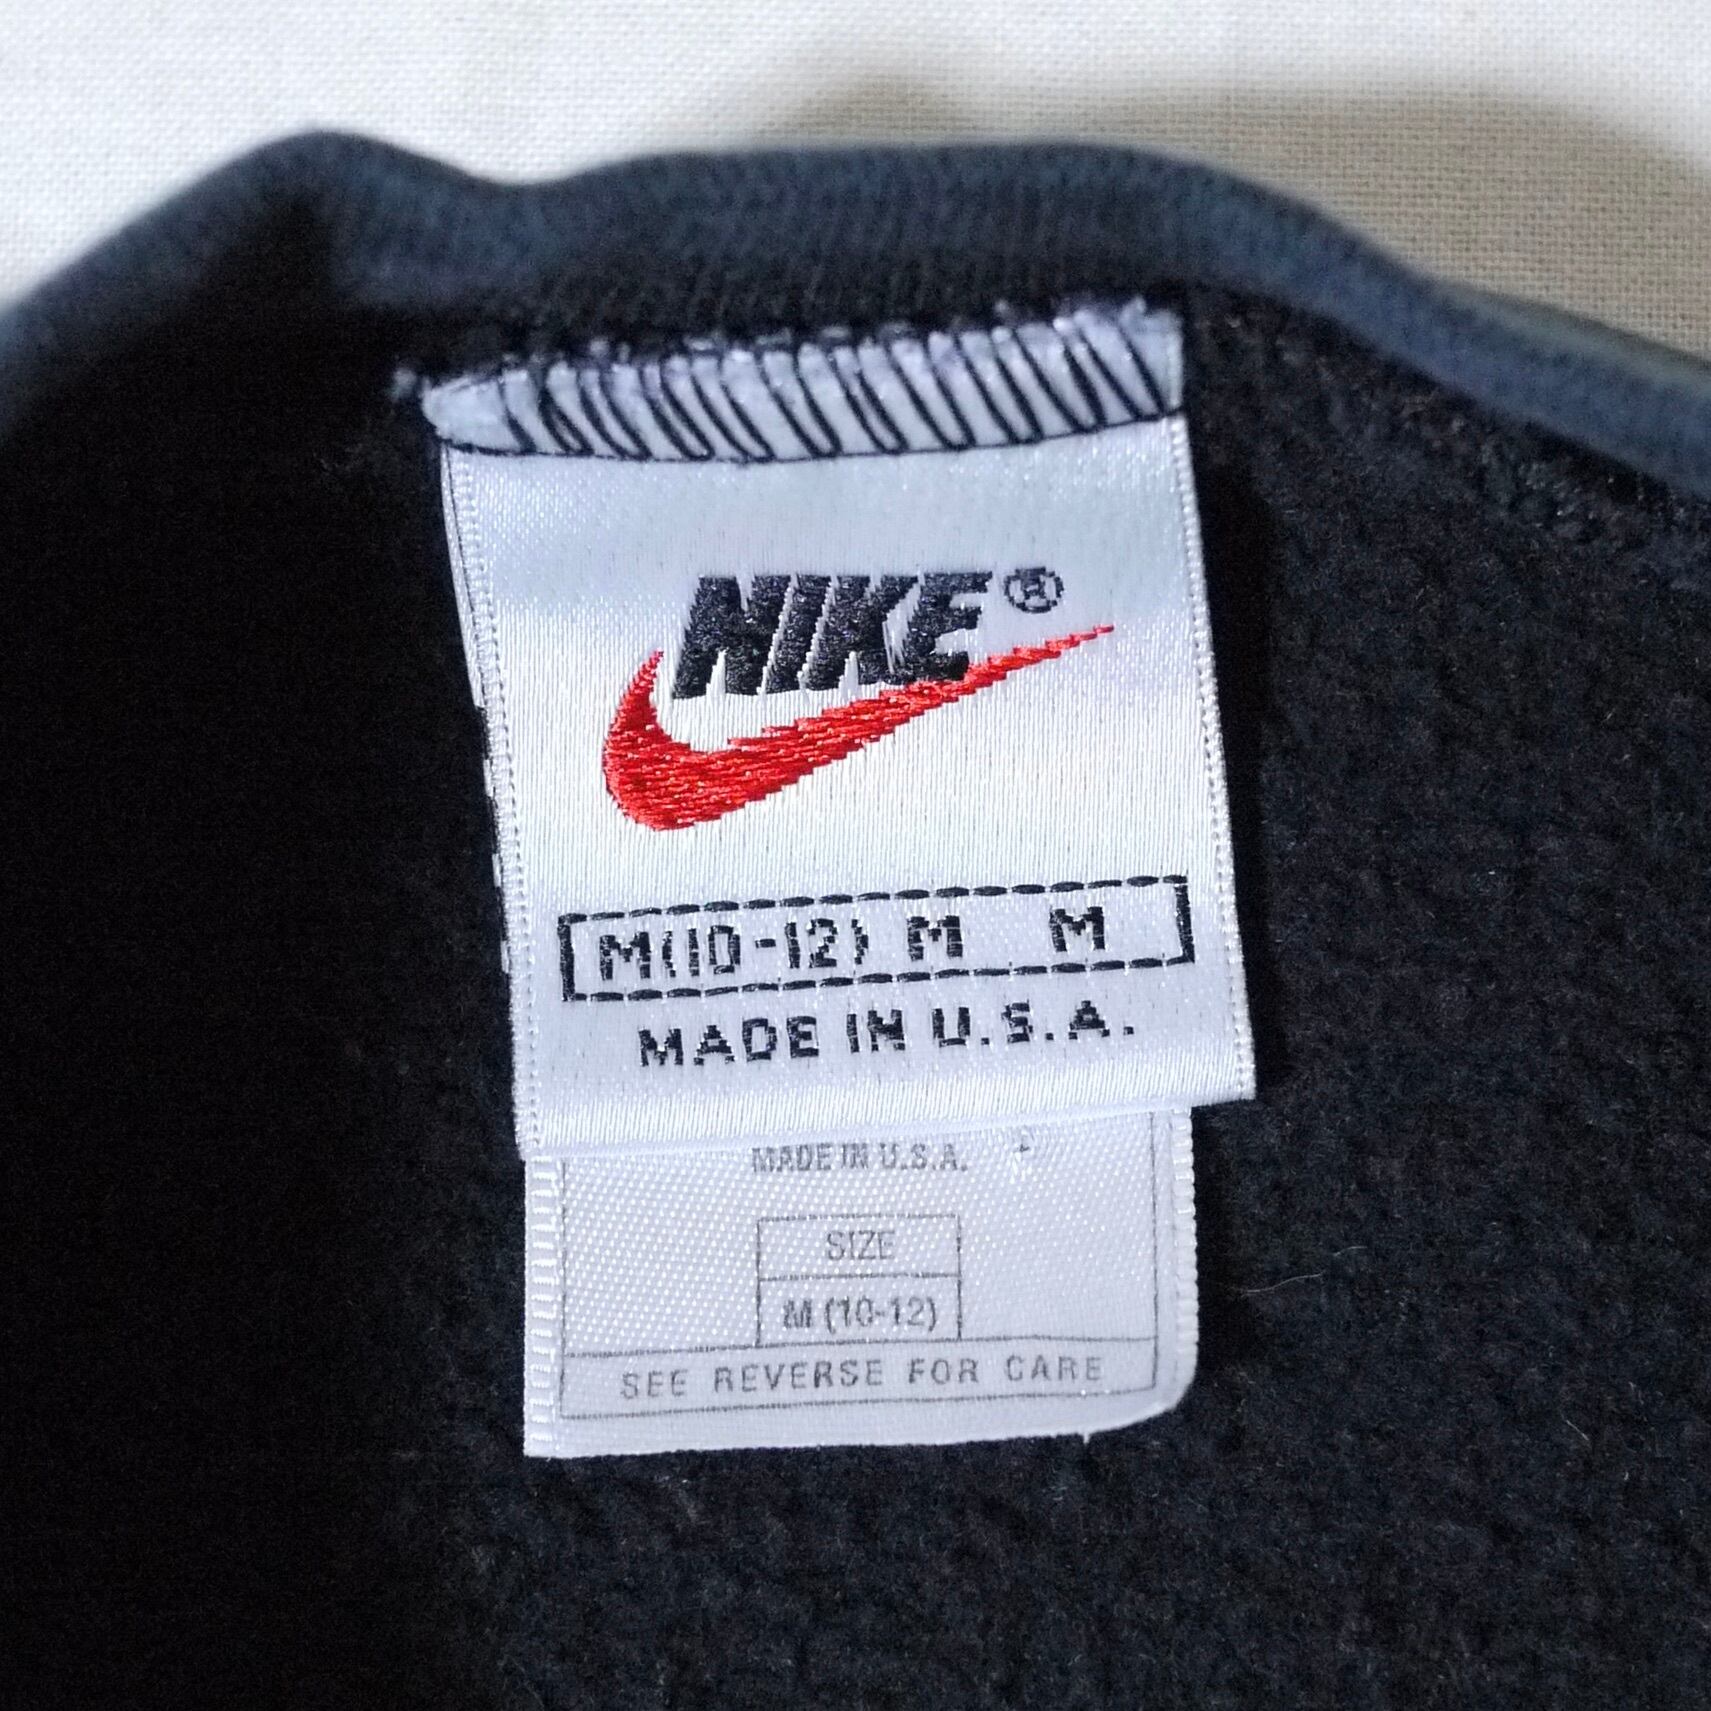 NIKE®
M(10-12) M M
MADE IN U.S.A.
MADE IN U.S.A.
SIZE
M (10-12)
SEE REVERSE FOR CARE